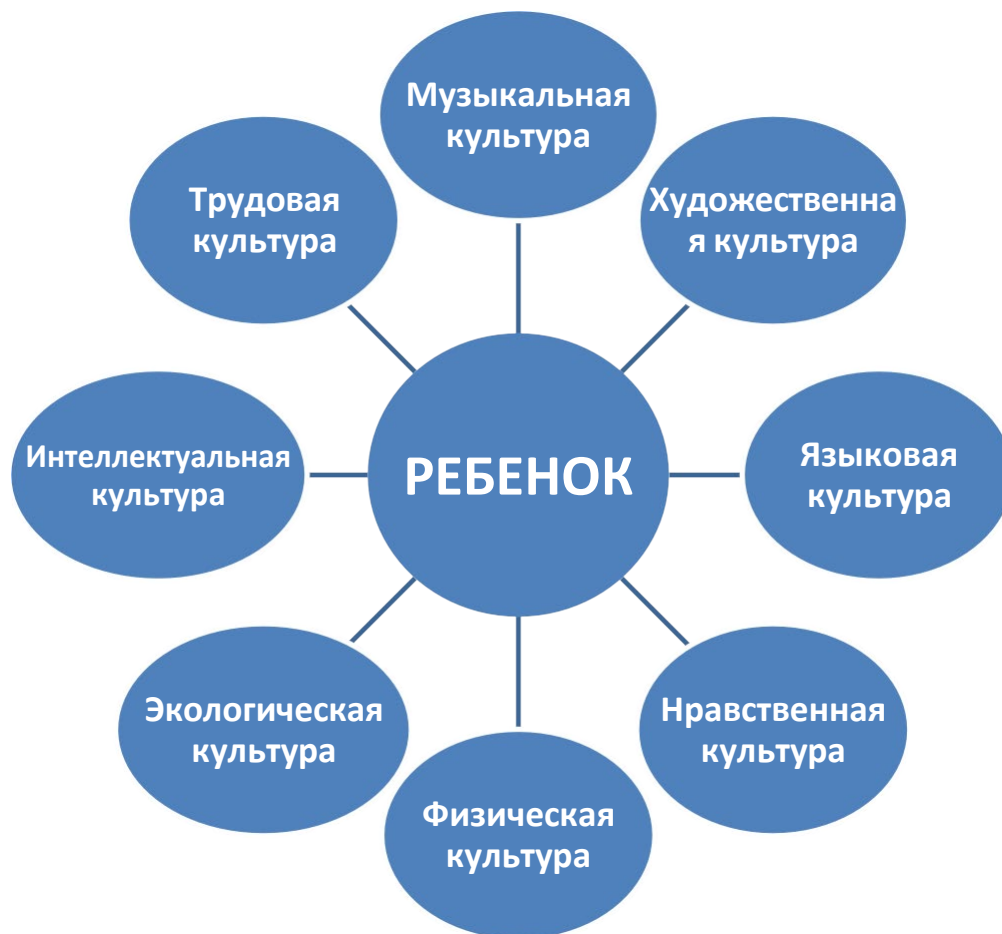 Музыкальная
культура
Трудовая
культура
Художественна
я культура
Интеллектуальная
культура
РЕБЕНОК
Языковая
культура
Экологическая
культура
Нравственная
культура
Физическая
культура